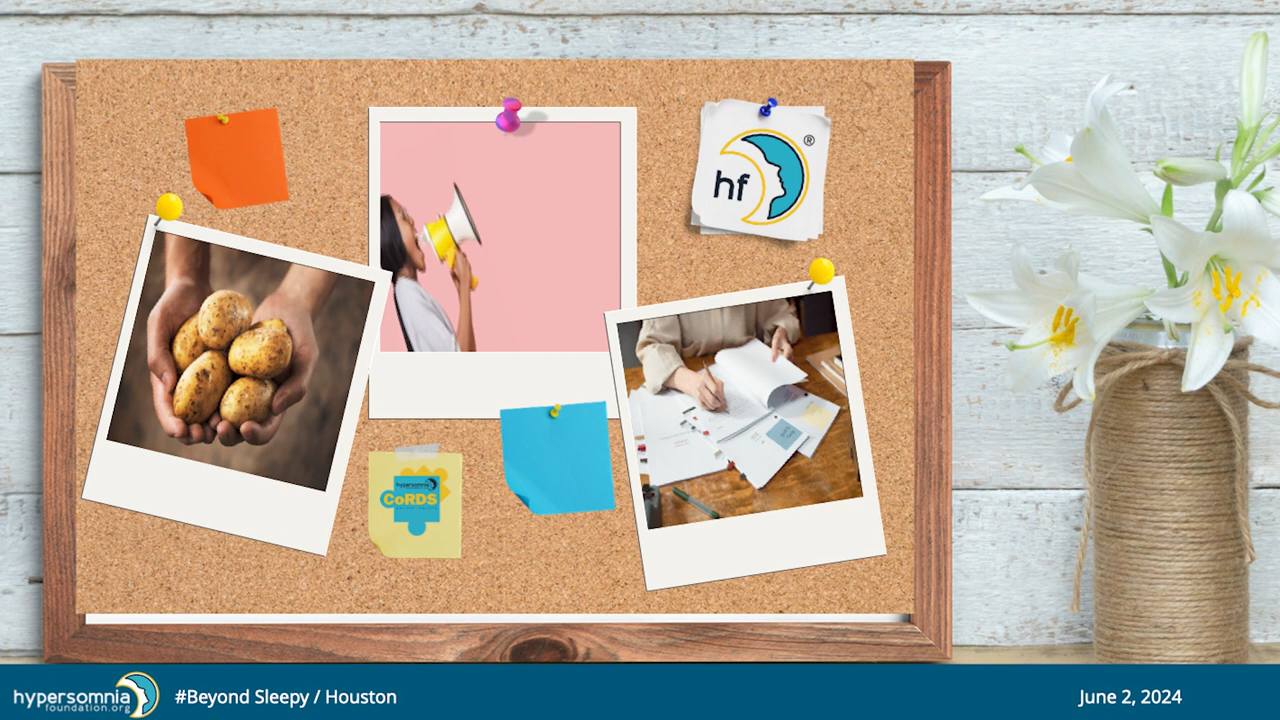 hf ®
hypersomnia
CoRDS
hypersomnia
foundation.org
#Beyond Sleepy / Houston
June 2, 2024